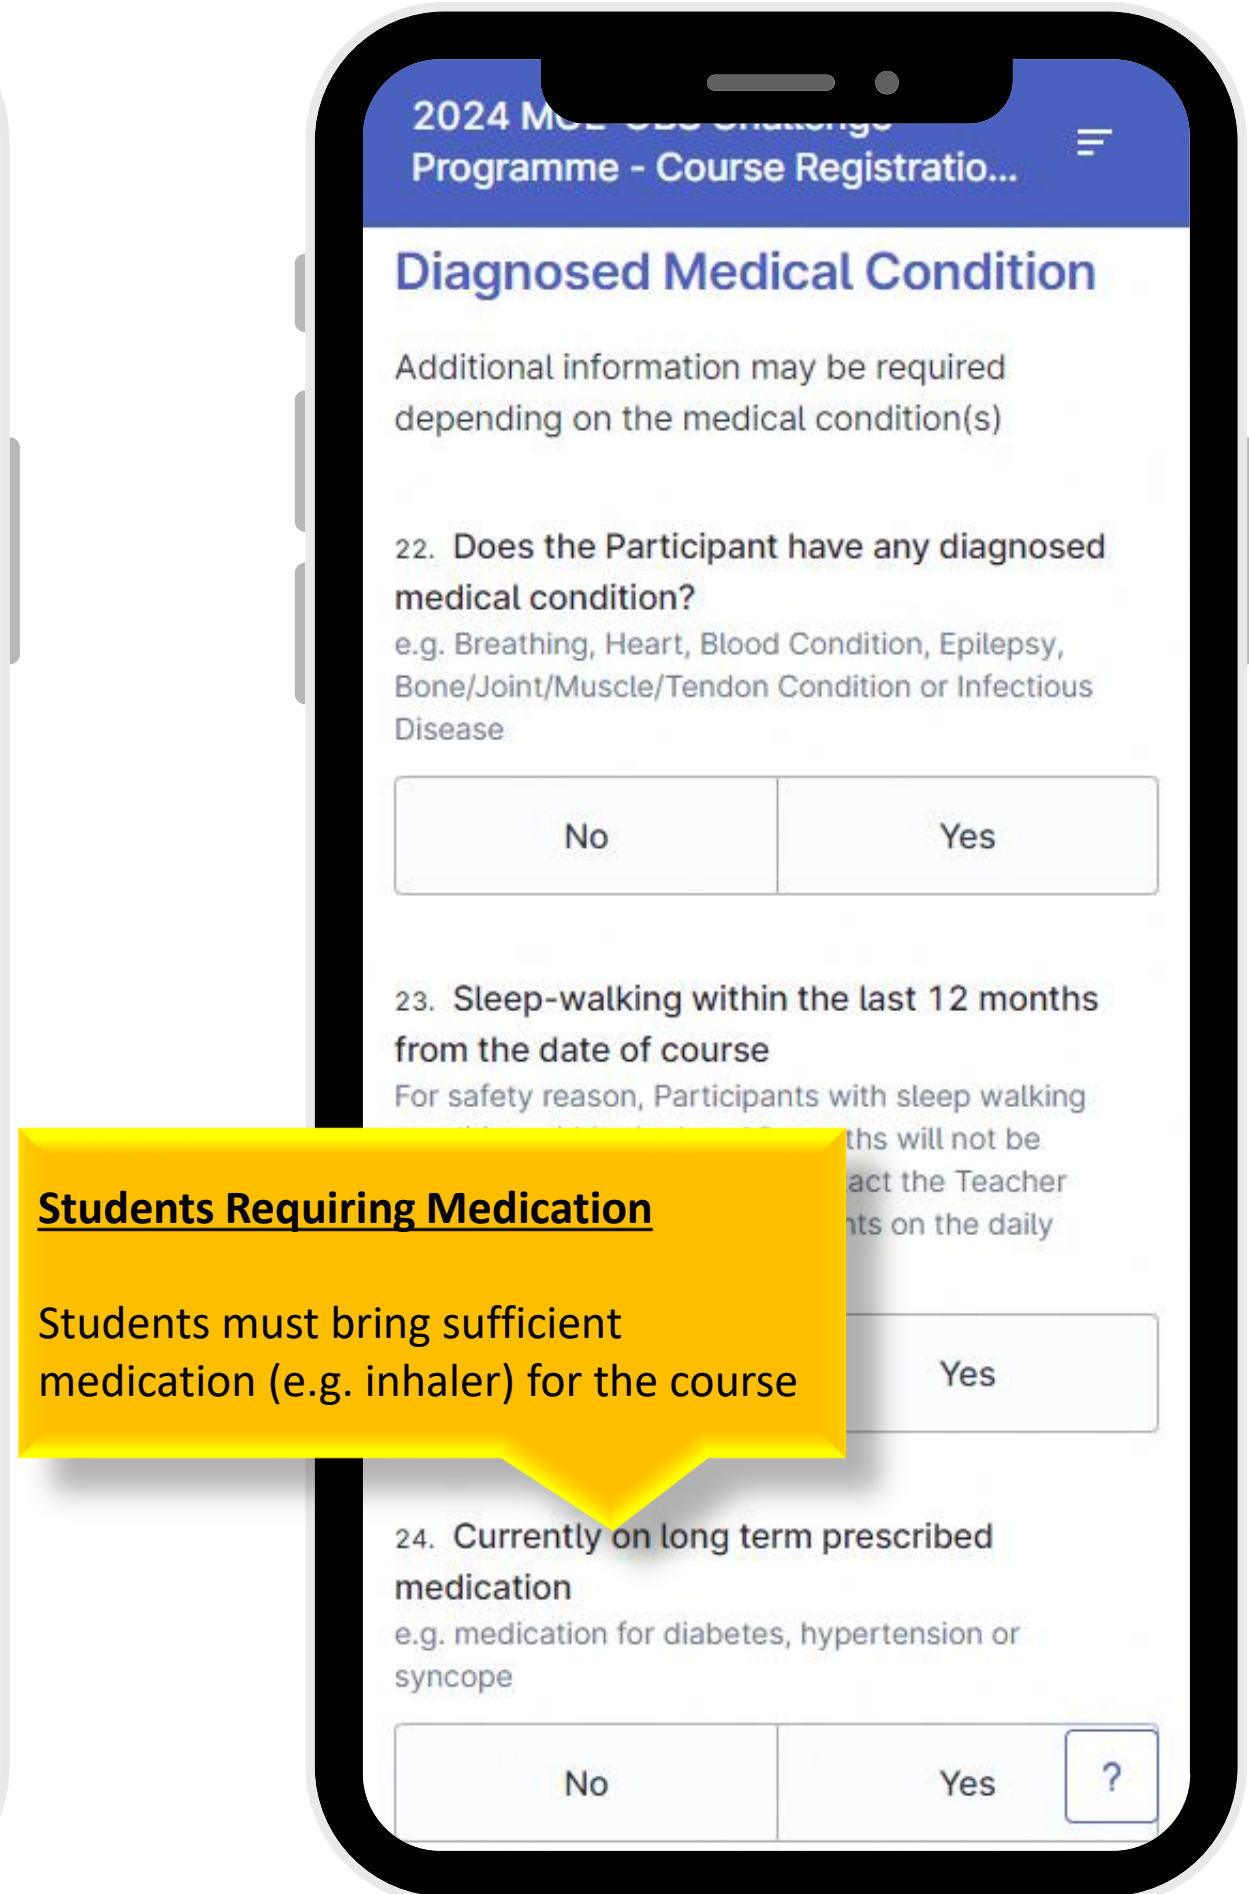 2024
Programme - Course Registratio...
Diagnosed Medical Condition
Additional information may be required
depending on the medical condition(s)
22. Does the Participant have any diagnosed
medical condition?
e.g. Breathing, Heart, Blood Condition, Epilepsy,
Bone/Joint/Muscle/Tendon Condition or Infectious
Disease
No Yes
23. Sleep-walking within the last 12 months
from the date of course
For safety reason, Participants with sleep walking
will not be
the Teacher
on the daily
Yes
Students Requiring Medication
Students must bring sufficient
medication (e.g. inhaler) for the course
24. Currently on long term prescribed
medication
e.g. medication for diabetes, hypertension or
syncope
No Yes ?